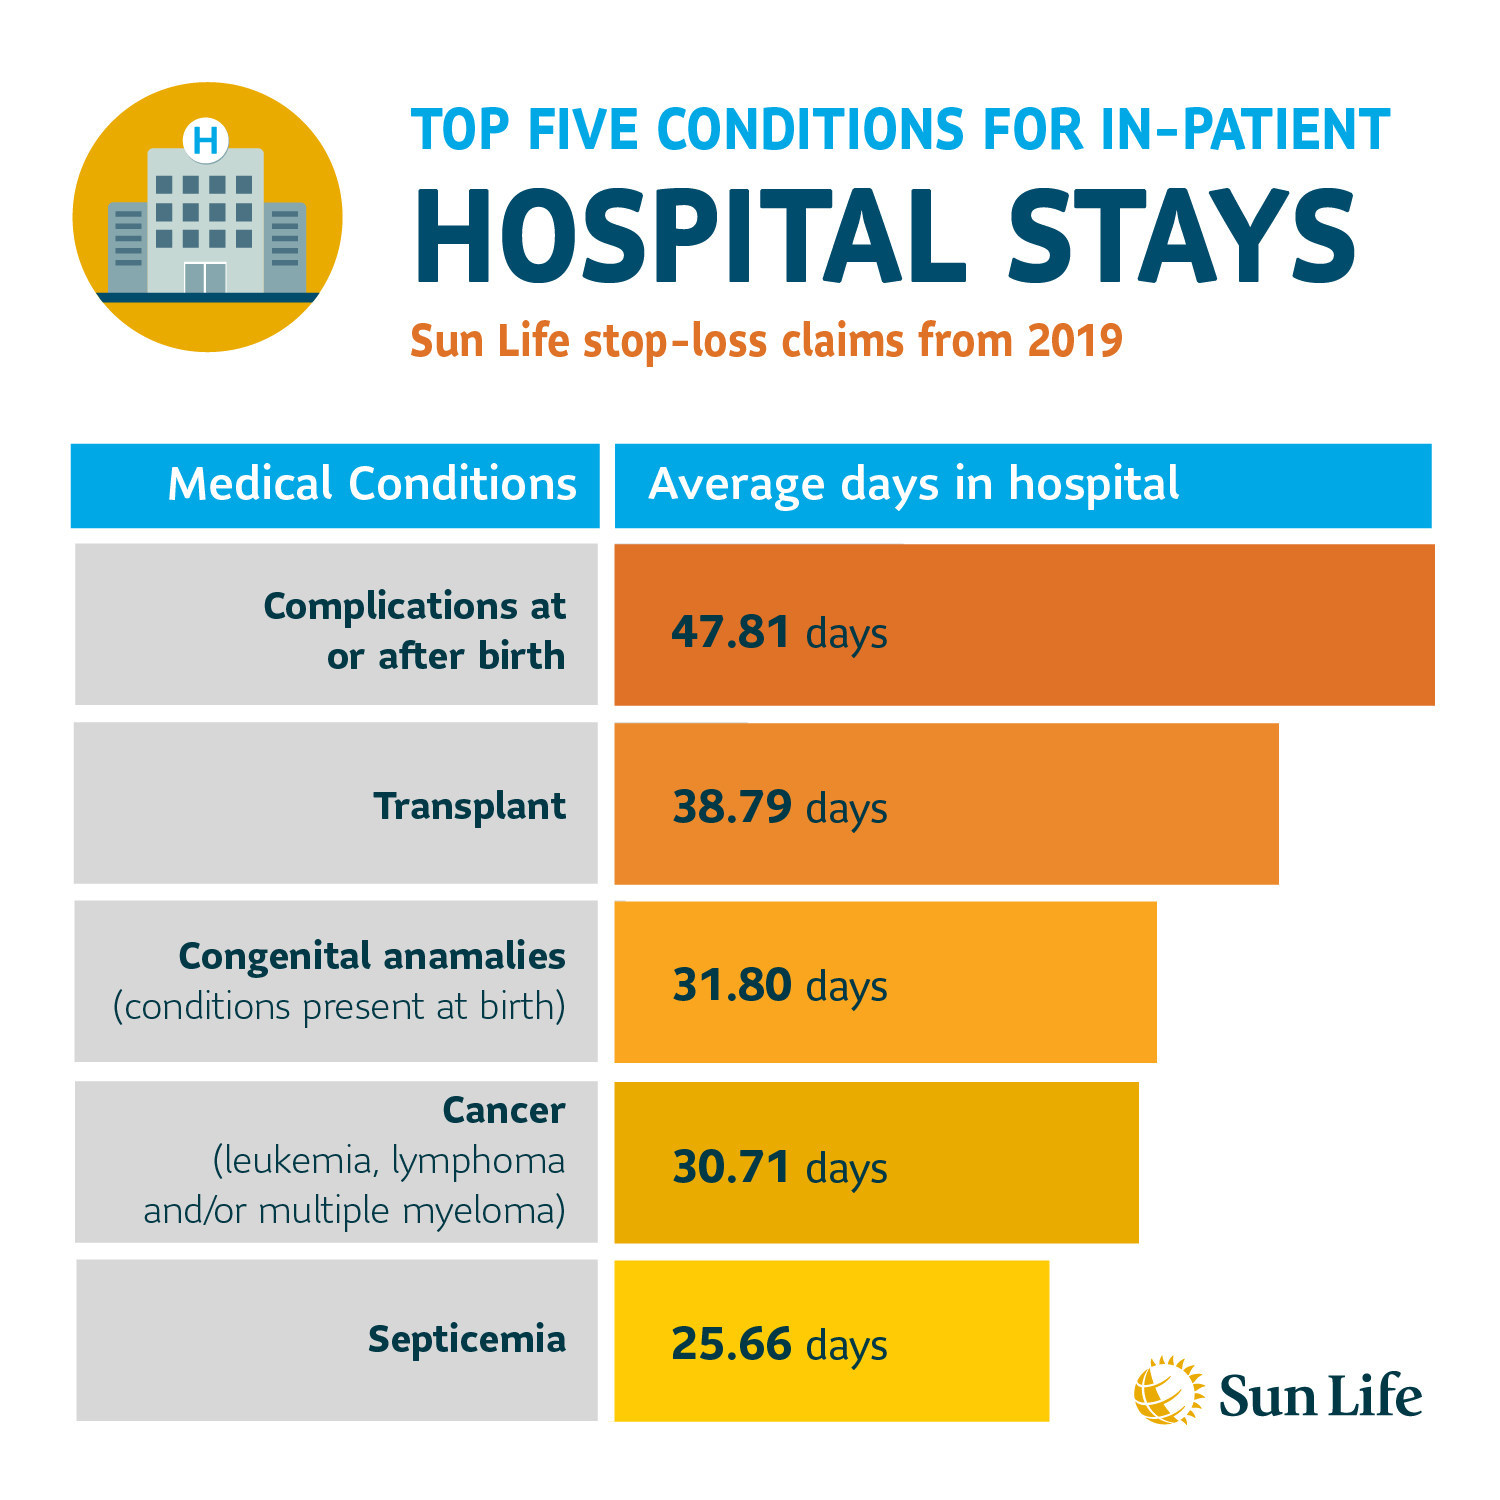 H
TOP FIVE CONDITIONS FOR IN-PATIENT
HOSPITAL STAYS
Sun Life stop-loss claims from 2019
Medical Conditions
Average days in hospital
Complications at
or after birth
47.81 days
Transplant
38.79 days
Congenital anamalies
(conditions present at birth)
31.80 days
Cancer
(leukemia, lymphoma
and/or multiple myeloma)
30.71 days
Septicemia
25.66 days
Sun Life